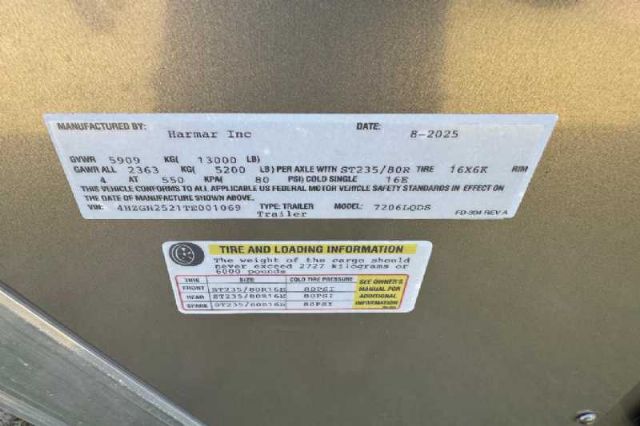 MANUFACTURED BY: Harmar Inc DATE: 8-2025
GVWR 5909 KG( 13000 LB)
GAWR ALL 2363 KG( 5200 LB) PER AXLE WITH ST235/80R TIRE 16X6K RIM
4 AT 550 KPA( 80 PSI) COLD SINGLE 16E
THIS VEHICLE CONFORMS TO ALL APPLICABLE US FEDERAL MOTOR VEHICLE SAFETY STANDARDS IN EFFECT ON
THE DATE OF MANUFACTURE SHOWN ABOVE.
VIN: 4HZGH2521TE001069 TYPE: TRAILER MODEL: 7206LQDS
Trailer FD-394 REV A
TIRE AND LOADING INFORMATION
The weight of the cargo should
never exceed 2727 kilograms or
6000 pounds
TIRE SIZE COLD TIRE PRESSURE
FRONT ST235/80R16E 80PSI
REAR ST235/80R16E 80PSI
SPARE ST235/80R16E 80PSI
SEE OWNER'S
MANUAL FOR
ADDITIONAL
INFORMATION